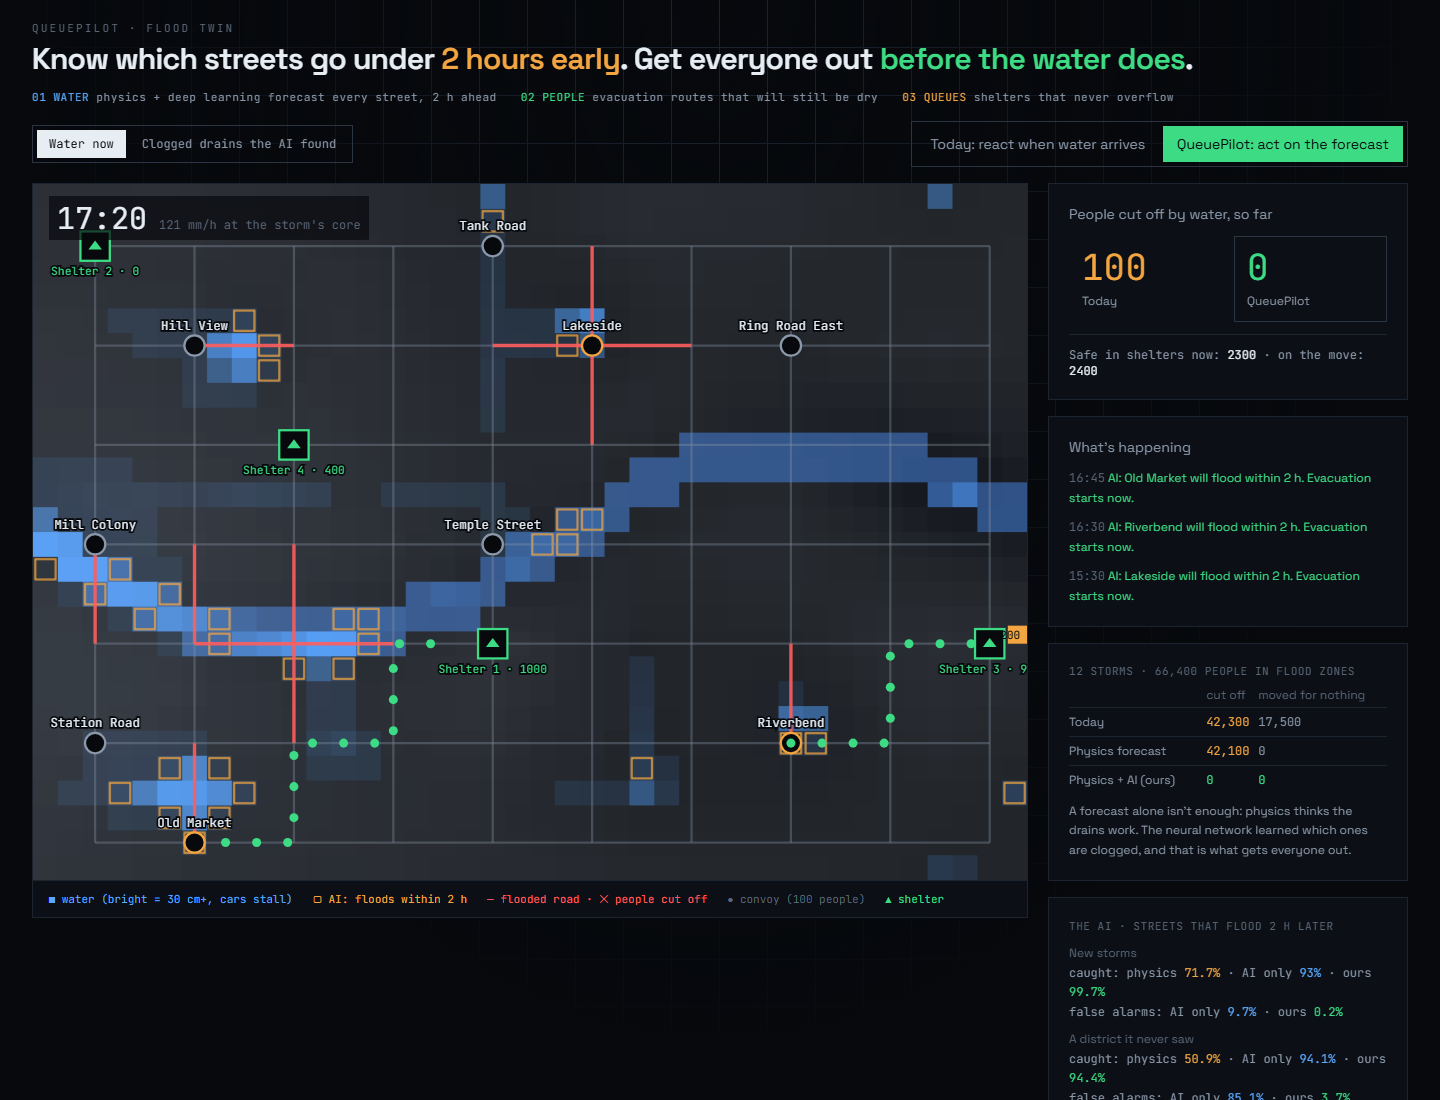 QUEUEPILOT · FLOOD TWIN
Know which streets go under 2 hours early. Get everyone out before the water does.
01 WATER physics + deep learning forecast every street, 2 h ahead 02 PEOPLE evacuation routes that will still be dry 03 QUEUES shelters that never overflow
Water now Clogged drains the AI found
Today: react when water arrives QueuePilot: act on the forecast
17:20 121 mm/h at the storm's core
Tank Road
Shelter 2 · 0
Hill View
Lakeside
Ring Road East
Shelter 4 · 400
Mill Colony
Temple Street
Shelter 1 · 1000
Shelter 3 · 9
Station Road
Riverbend
Old Market
■ water (bright = 30 cm+, cars stall) □ AI: floods within 2 h — flooded road · ✕ people cut off ● convoy (100 people) ▲ shelter
People cut off by water, so far
100 0
Today QueuePilot
Safe in shelters now: 2300 · on the move:
2400
What's happening
16:45 AI: Old Market will flood within 2 h. Evacuation
starts now.
16:30 AI: Riverbend will flood within 2 h. Evacuation
starts now.
15:30 AI: Lakeside will flood within 2 h. Evacuation
starts now.
12 STORMS · 66,400 PEOPLE IN FLOOD ZONES
cut off moved for nothing
Today 42,300 17,500
Physics forecast 42,100 0
Physics + AI (ours) 0 0
A forecast alone isn't enough: physics thinks the
drains work. The neural network learned which ones
are clogged, and that is what gets everyone out.
THE AI · STREETS THAT FLOOD 2 H LATER
New storms
caught: physics 71.7% · AI only 93% · ours
99.7%
false alarms: AI only 9.7% · ours 0.2%
A district it never saw
caught: physics 50.9% · AI only 94.1% · ours
94.4%
false alarms: AI only 85.1% · ours 3.7%